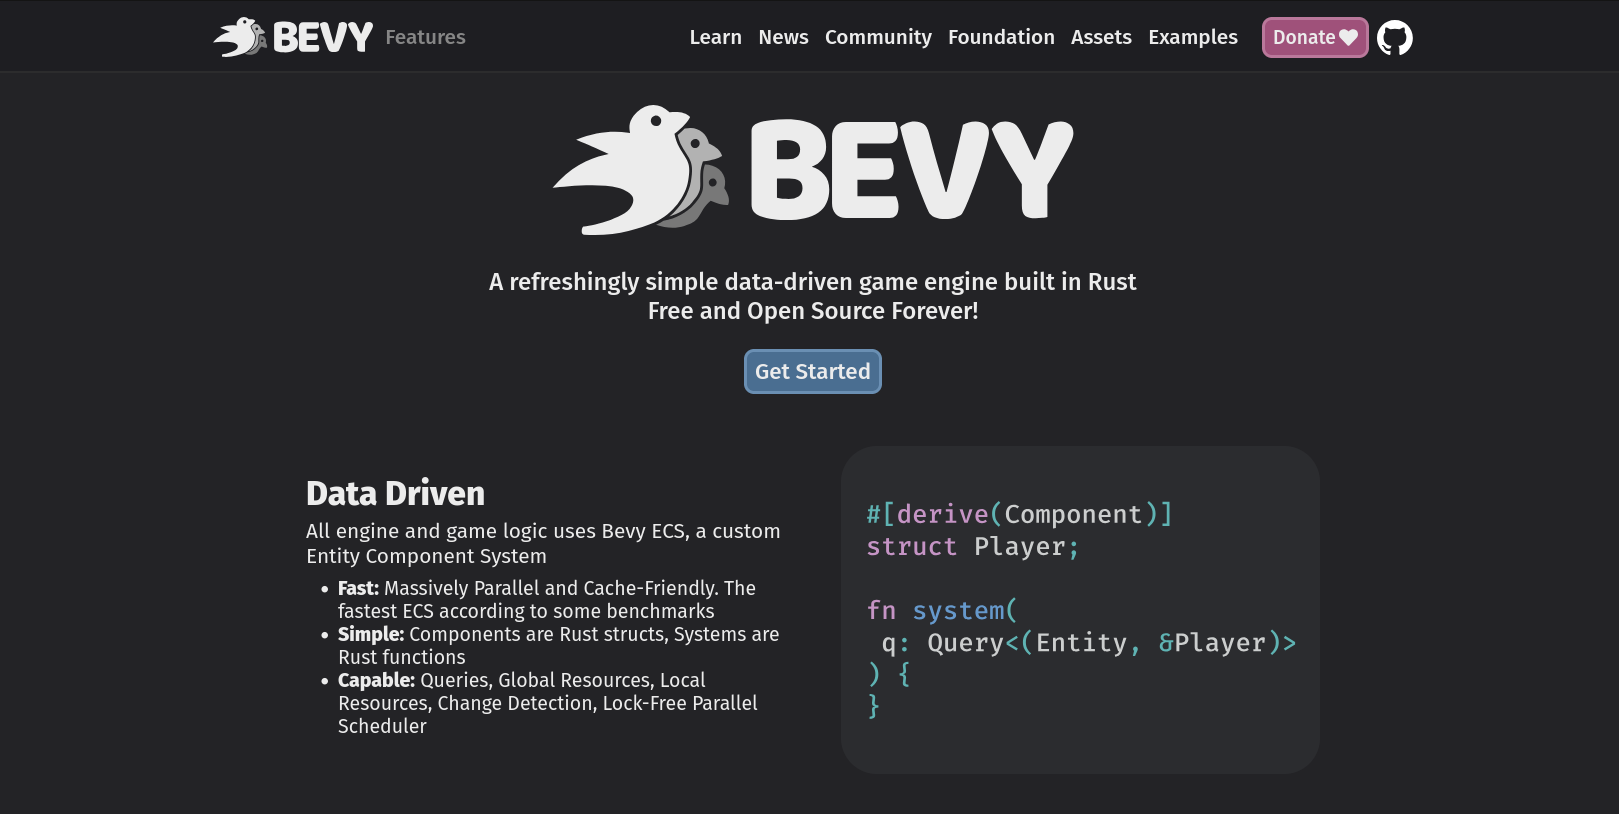 BEVY Features Learn News Community Foundation Assets Examples Donate
BEVY
A refreshingly simple data-driven game engine built in Rust
Free and Open Source Forever!
Get Started
Data Driven
All engine and game logic uses Bevy ECS, a custom
Entity Component System
• Fast: Massively Parallel and Cache-Friendly. The
fastest ECS according to some benchmarks
• Simple: Components are Rust structs, Systems are
Rust functions
• Capable: Queries, Global Resources, Local
Resources, Change Detection, Lock-Free Parallel
Scheduler
#[derive(Component)]
struct Player;
fn system(
 q: Query<(Entity, &Player)>
) {
}